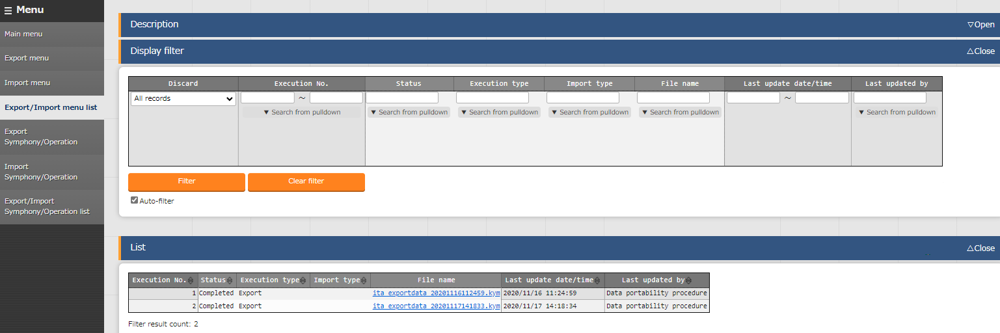 ☰ Menu
Main menu
Export menu
Import menu
Export/Import menu list
Export
Symphony/Operation
Import
Symphony/Operation
Export/Import
Symphony/Operation list
Description ▽Open
Display filter △Close
Discard Execution No. Status Execution type Import type File name Last update date/time Last updated by
All records ~ ~
▼ Search from pulldown ▼ Search from pulldown ▼ Search from pulldown ▼ Search from pulldown ▼ Search from pulldown ▼ Search from pulldown
Filter Clear filter
Auto-filter
List △Close
Execution No. Status Execution type Import type File name Last update date/time Last updated by
1 Completed Export ita_exportdata_20201116112459.kym 2020/11/16 11:24:59 Data portability procedure
2 Completed Export ita_exportdata_20201117141833.kym 2020/11/17 14:18:34 Data portability procedure
Filter result count: 2